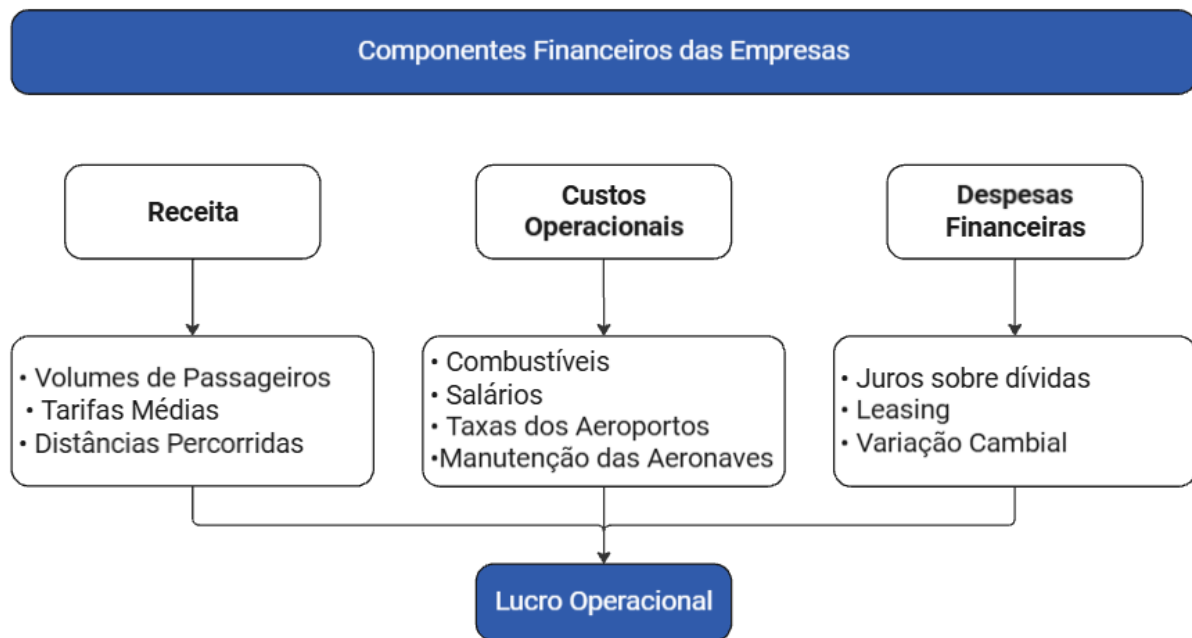 Componentes Financeiros das Empresas
Receita
Custos
Operacionais
Despesas
Financeiras
• Volumes de Passageiros
• Tarifas Médias
• Distâncias Percorridas
• Combustíveis
• Salários
• Taxas dos Aeroportos
•Manutenção das Aeronaves
• Juros sobre dívidas
• Leasing
• Variação Cambial
Lucro Operacional